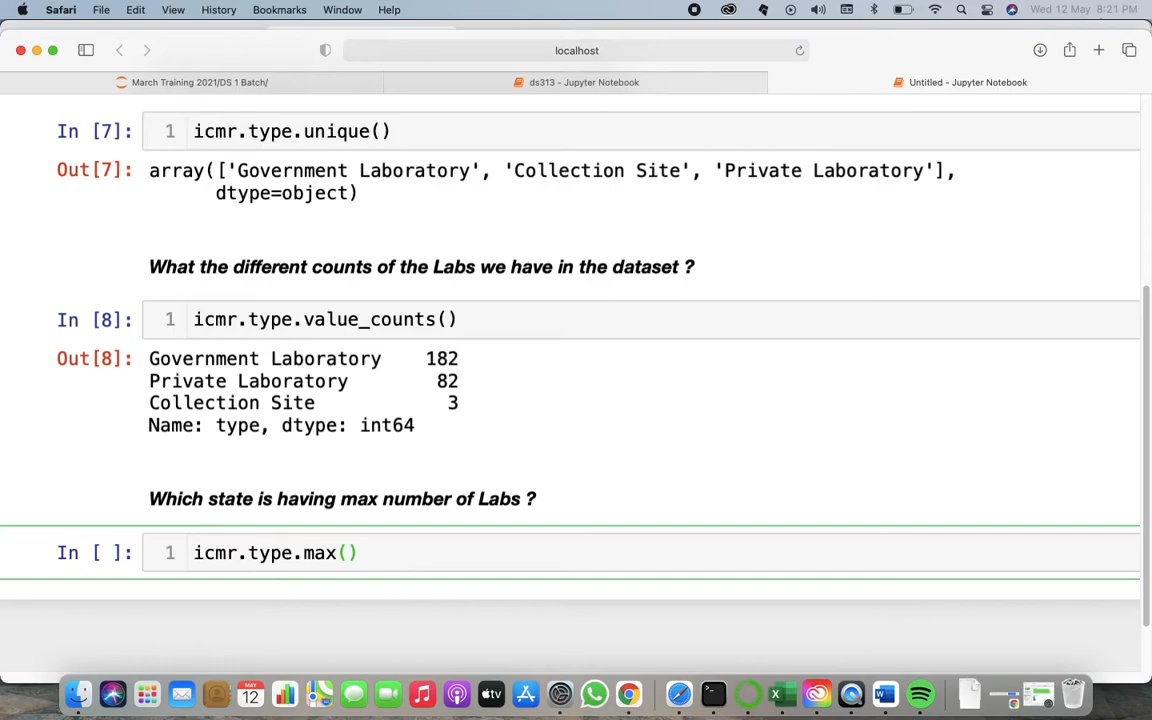 Safari File Edit View History Bookmarks Window Help Wed 12 May 8:21 PM
localhost
March Training 2021/DS 1 Batch/ ds313 - Jupyter Notebook Untitled - Jupyter Notebook
In [7]: 1 icmr.type.unique()
Out[7]: array(['Government Laboratory', 'Collection Site', 'Private Laboratory'],
dtype=object)
What the different counts of the Labs we have in the dataset ?
In [8]: 1 icmr.type.value_counts()
Out[8]: Government Laboratory 182
Private Laboratory 82
Collection Site 3
Name: type, dtype: int64
Which state is having max number of Labs ?
In [ ]: 1 icmr.type.max()
MAY
12
tv